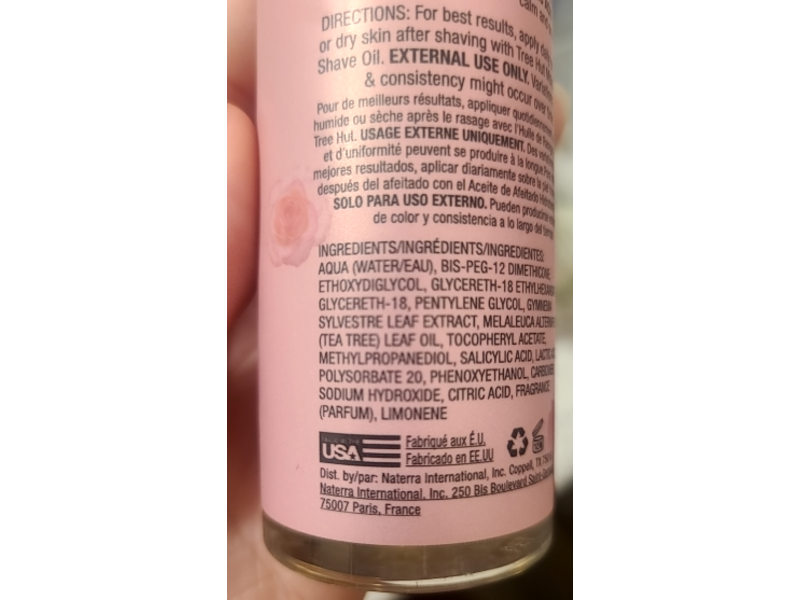 calm and
DIRECTIONS: For best results, apply
or dry skin after shaving with Tree Hut
Shave Oil. EXTERNAL USE ONLY.
& consistency might occur over
Pour de meilleurs résultats, appliquer quotidiennement
humide ou sèche après le rasage avec l'Huile de
Tree Hut. USAGE EXTERNE UNIQUEMENT. Des
et d'uniformité peuvent se produire à la longue
mejores resultados, aplicar diariamente sobre la piel
después del afeitado con el Aceite de Afeitado
SOLO PARA USO EXTERNO. Pueden
de color y consistencia a lo largo del
INGREDIENTS/INGRÉDIENTS/INGREDIENTES:
AQUA (WATER/EAU), BIS-PEG-12 DIMETHICONE,
ETHOXYDIGLYCOL, GLYCERETH-18
GLYCERETH-18, PENTYLENE GLYCOL, GYMNEMA
SYLVESTRE LEAF EXTRACT, MELALEUCA
(TEA TREE) LEAF OIL, TOCOPHERYL ACETATE,
METHYLPROPANEDIOL, SALICYLIC ACID,
POLYSORBATE 20, PHENOXYETHANOL,
SODIUM HYDROXIDE, CITRIC ACID, FRAGRANCE
(PARFUM), LIMONENE
USA Fabriqué aux É.U.
Fabricado en EE.UU
Dist. by/par: Naterra International, Inc. Coppell, TX
Naterra International, Inc. 250 Bis Boulevard
75007 Paris, France